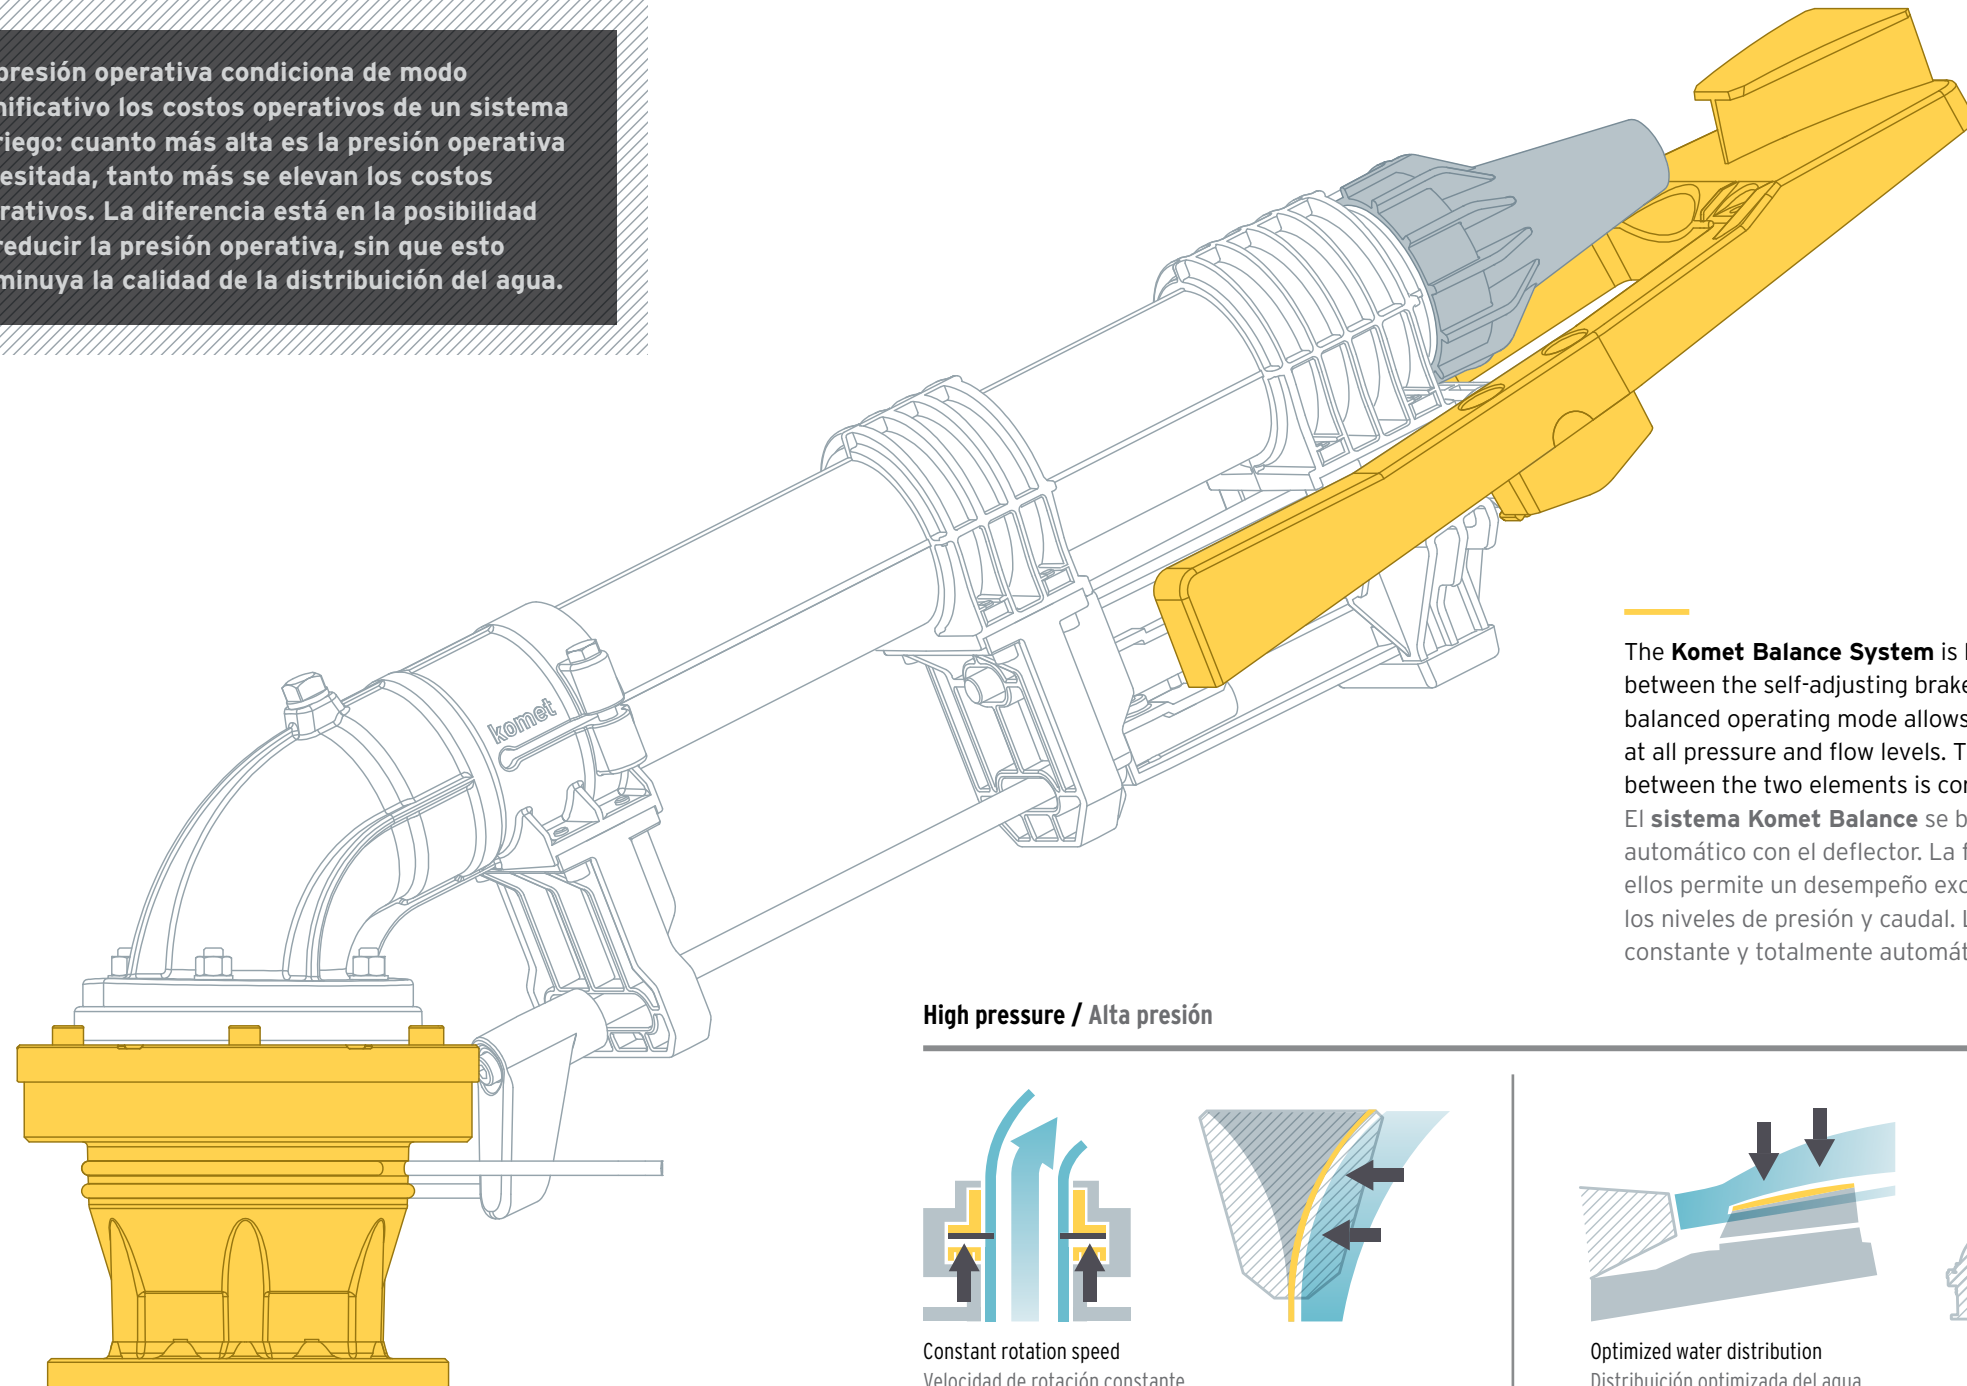 presión operativa condiciona de modo
nificativo los costos operativos de un sistema
riego: cuanto más alta es la presión operativa
esitada, tanto más se elevan los costos
rativos. La diferencia está en la posibilidad
reducir la presión operativa, sin que esto
minuya la calidad de la distribuición del agua.
komet
The Komet Balance System is
between the self-adjusting brake
balanced operating mode allows
at all pressure and flow levels. T
between the two elements is con
El sistema Komet Balance se b
automático con el deflector. La f
ellos permite un desempeño exc
los niveles de presión y caudal. L
constante y totalmente automát
High pressure / Alta presión
Constant rotation speed
Velocidad de rotación constante
Optimized water distribution
Distribuición optimizada del agua